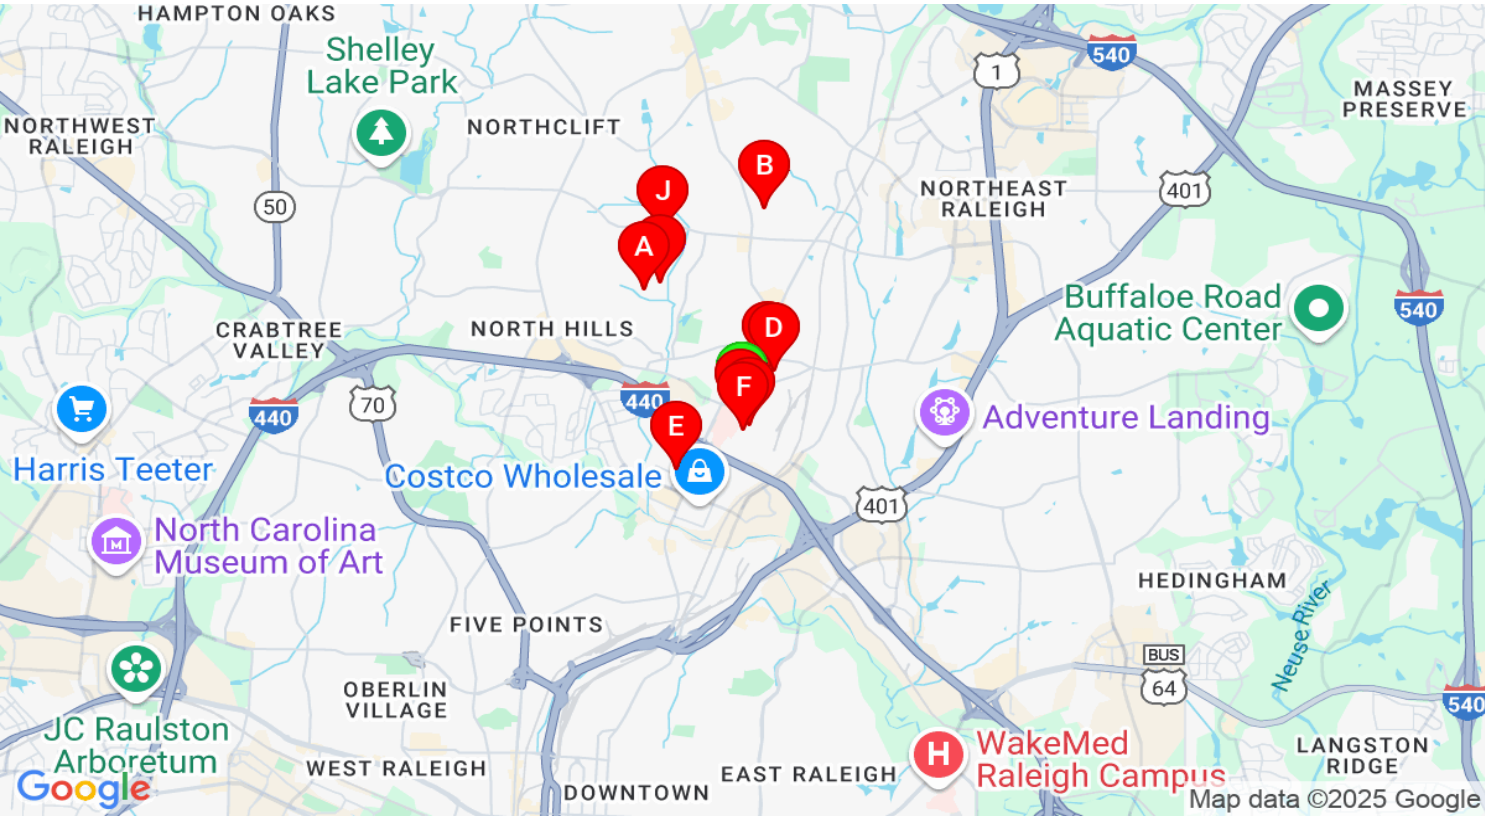 HAMPTON OAKS
Shelley
Lake Park
1
540
MASSEY
PRESERVE
NORTHWEST
RALEIGH
NORTHCLIFT
B
J
NORTHEAST
RALEIGH
401
50
A
Buffaloe Road
Aquatic Center
540
CRABTREE
VALLEY
NORTH HILLS
D
F
440
70
440
E
Adventure Landing
Harris Teeter
Costco Wholesale
401
North Carolina
Museum of Art
M
HEDINGHAM
Neuse River
FIVE POINTS
BUS
64
OBERLIN
VILLAGE
540
JC Raulston
Arboretum
WEST RALEIGH
EAST RALEIGH
H
WakeMed
Raleigh Campus
LANGSTON
RIDGE
DOWNTOWN
Google
Map data ©2025 Google